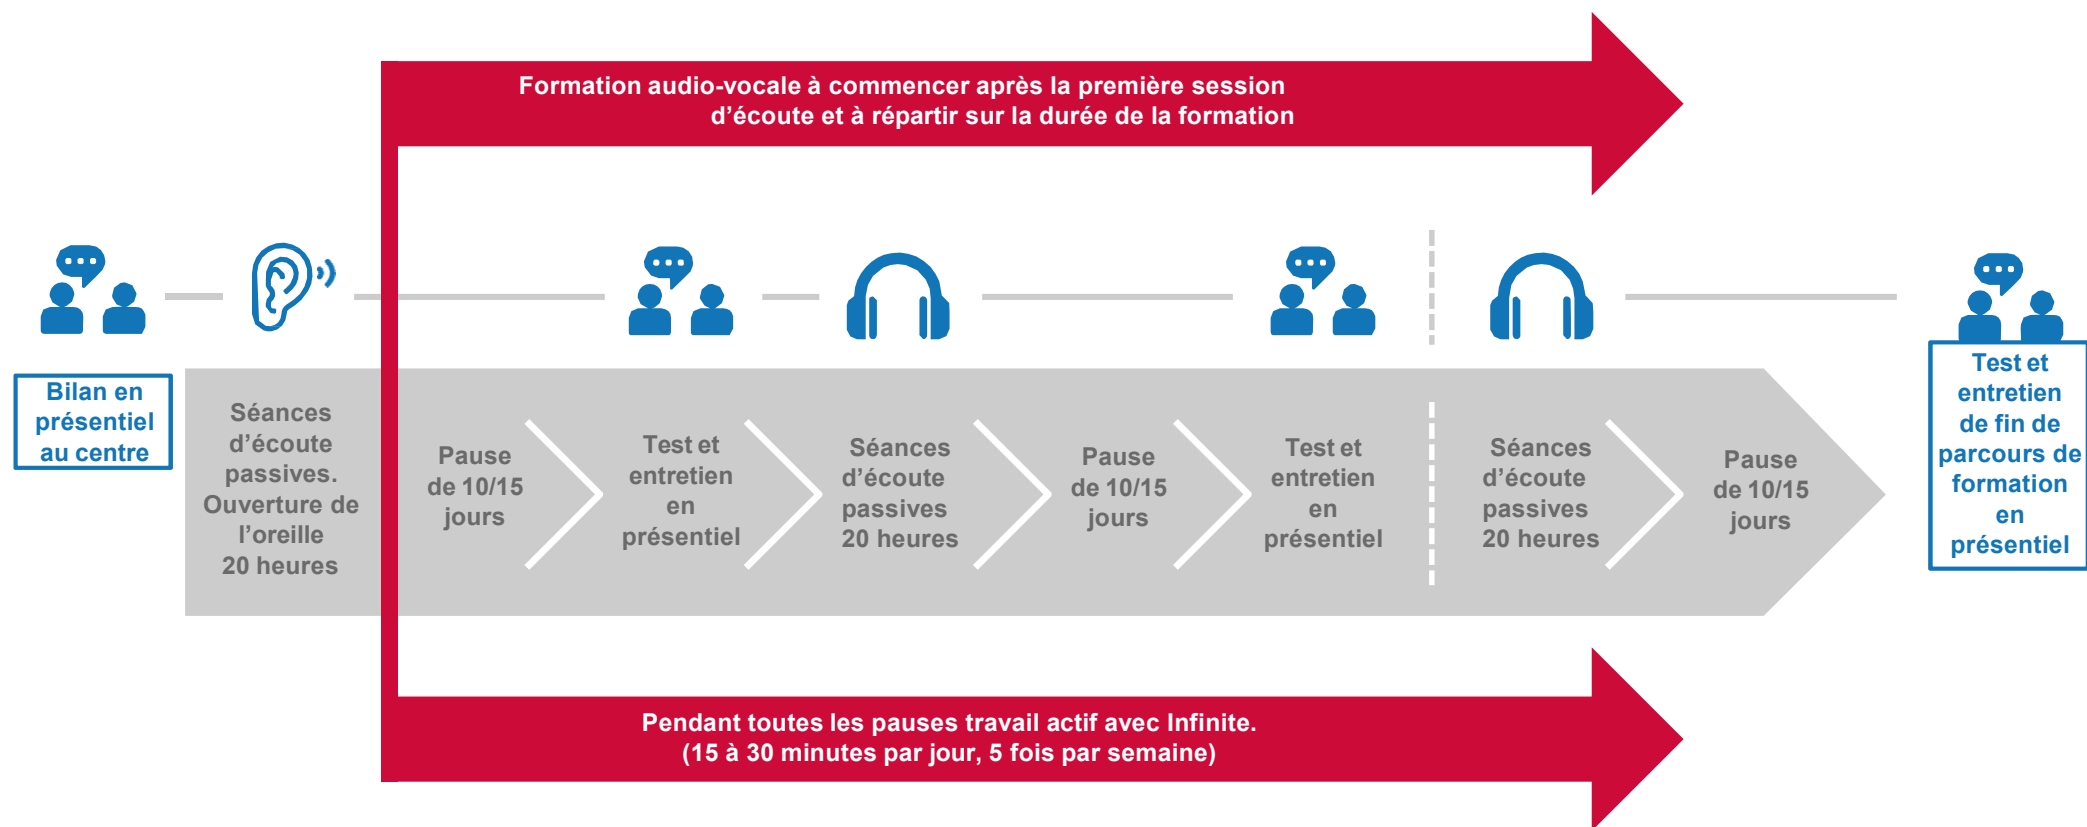 Formation audio-vocale à commencer après la première session
d’écoute et à répartir sur la durée de la formation
Bilan en
présentiel
au centre
Séances
d’écoute
passives.
Ouverture de
l’oreille
20 heures
Pause
de 10/15
jours
Test et
entretien
en
présentiel
Séances
d’écoute
passives
20 heures
Pause
de 10/15
jours
Test et
entretien
en
présentiel
Séances
d’écoute
passives
20 heures
Pause
de 10/15
jours
Test et
entretien
de fin de
parcours de
formation
en
présentiel
Pendant toutes les pauses travail actif avec Infinite.
(15 à 30 minutes par jour, 5 fois par semaine)